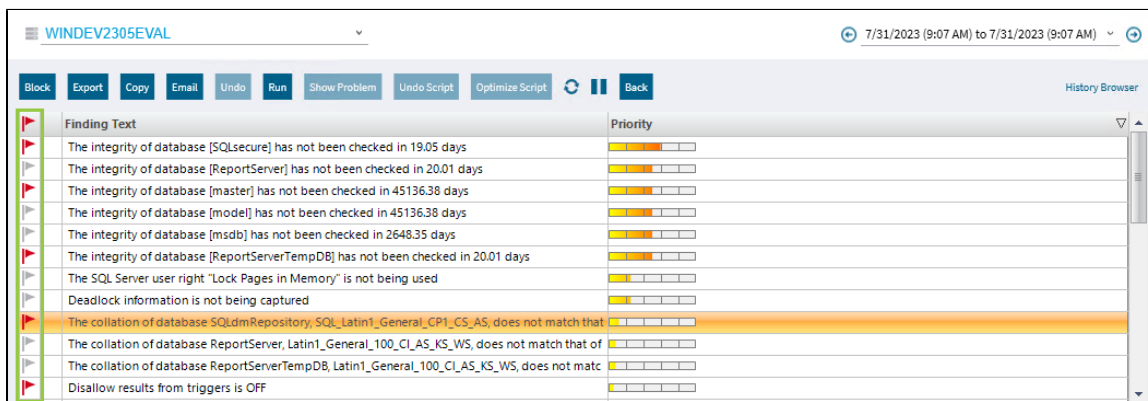 WINDEV2305EVAL
7/31/2023 (9:07 AM) to 7/31/2023 (9:07 AM)
Block Export Copy Email Undo Run Show Problem Undo Script Optimize Script Back History Browser
Finding Text Priority
The integrity of database [SQLsecure] has not been checked in 19.05 days
The integrity of database [ReportServer] has not been checked in 20.01 days
The integrity of database [master] has not been checked in 45136.38 days
The integrity of database [model] has not been checked in 45136.38 days
The integrity of database [msdb] has not been checked in 2648.35 days
The integrity of database [ReportServerTempDB] has not been checked in 20.01 days
The SQL Server user right "Lock Pages in Memory" is not being used
Deadlock information is not being captured
The collation of database SQLdmRepository, SQL_Latin1_General_CP1_CS_AS, does not match that
The collation of database ReportServer, Latin1_General_100_CI_AS_KS_WS, does not match that of
The collation of database ReportServerTempDB, Latin1_General_100_CI_AS_KS_WS, does not matc
Disallow results from triggers is OFF